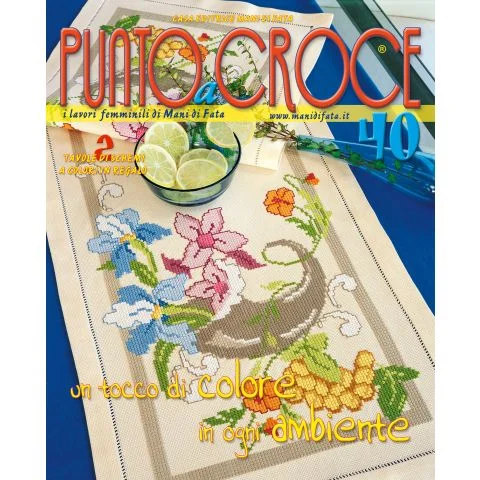 CASA EDITRICE MANI DI FATA
PUNTO di CROCE®
i lavori femminili di Mani di Fata
www.manidifata.it
40
2
TAVOLE DI SCHEMI
A COLORI IN REGALO
un tocco di colore
in ogni ambiente